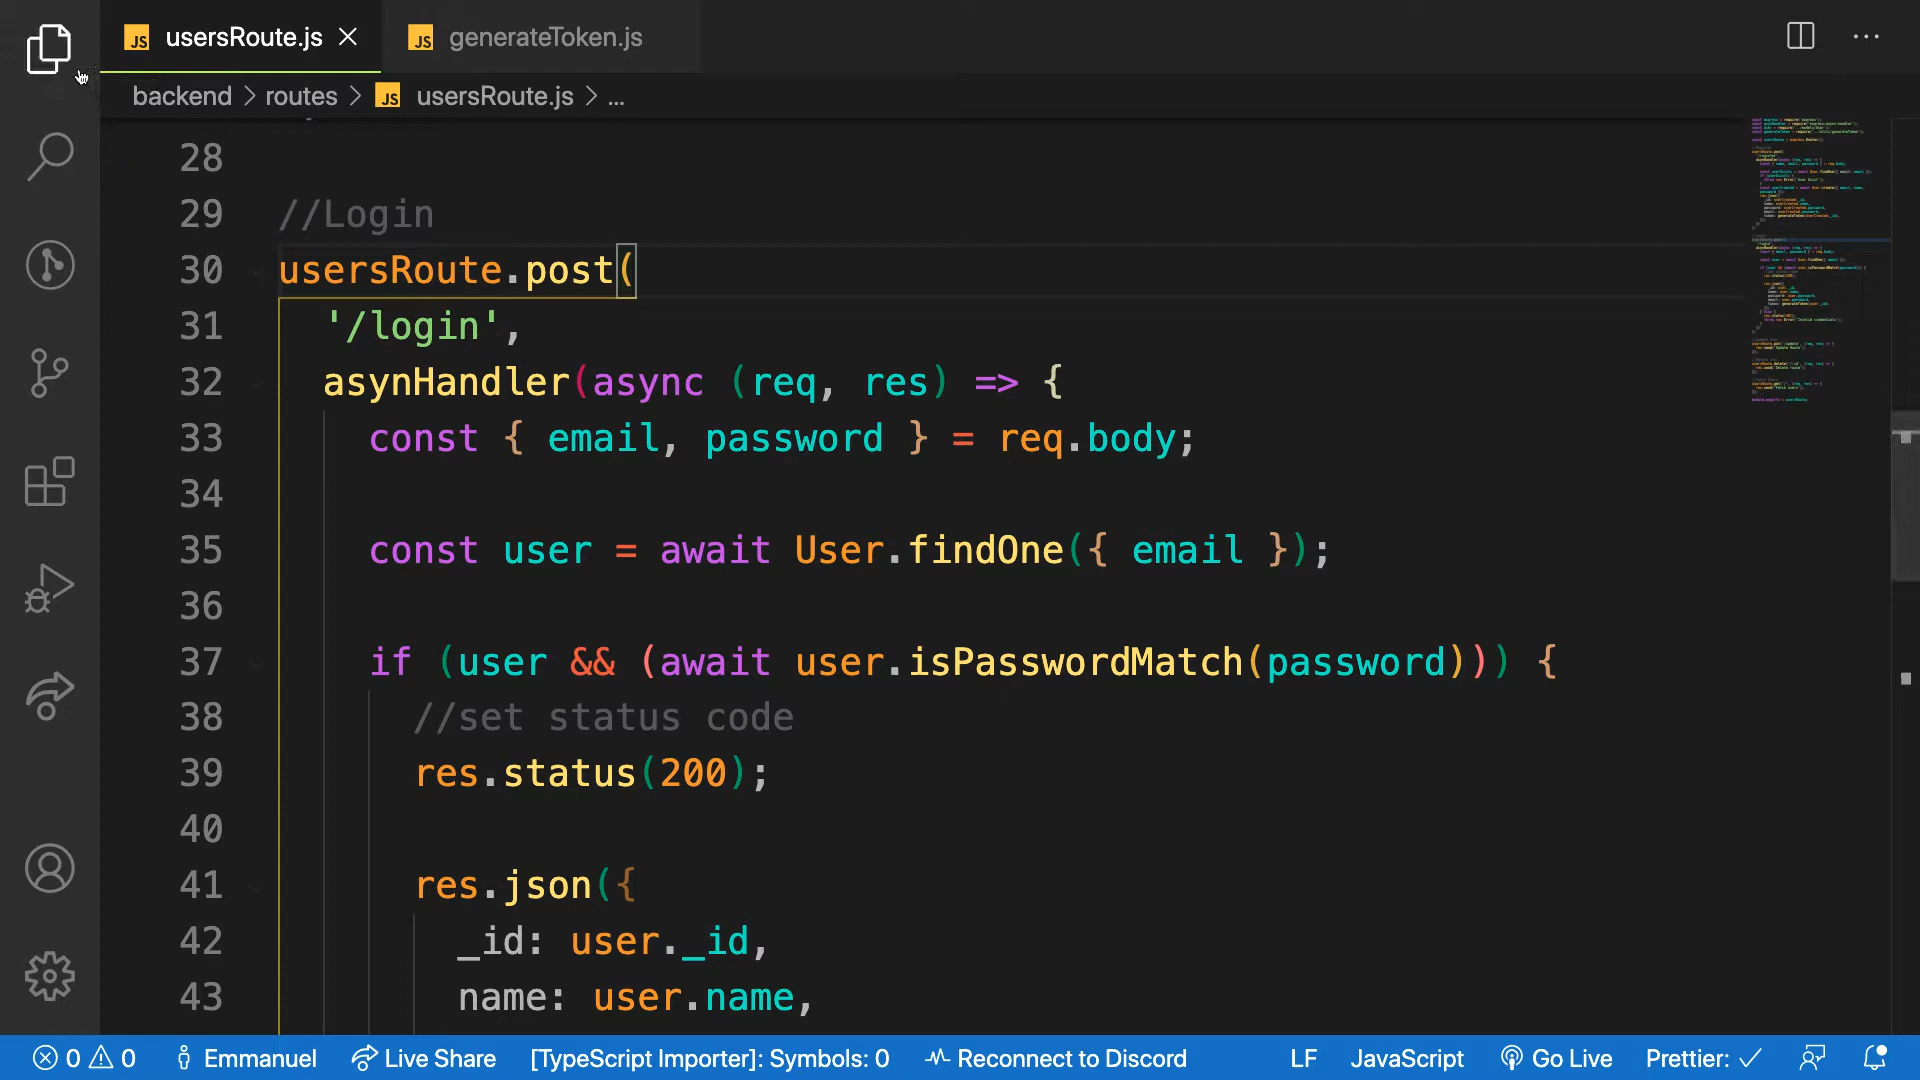 JS usersRoute.js
JS generateToken.js
backend > routes > JS usersRoute.js > ...
28
29 //Login
30 usersRoute.post(
31 '/login',
32 asynHandler(async (req, res) => {
33 const { email, password } = req.body;
34
35 const user = await User.findOne({ email });
36
37 if (user && (await user.isPasswordMatch(password))) {
38 //set status code
39 res.status(200);
40
41 res.json({
42 _id: user._id,
43 name: user.name,
0 0 Emmanuel Live Share [TypeScript Importer]: Symbols: 0 Reconnect to Discord LF JavaScript Go Live Prettier: ✓